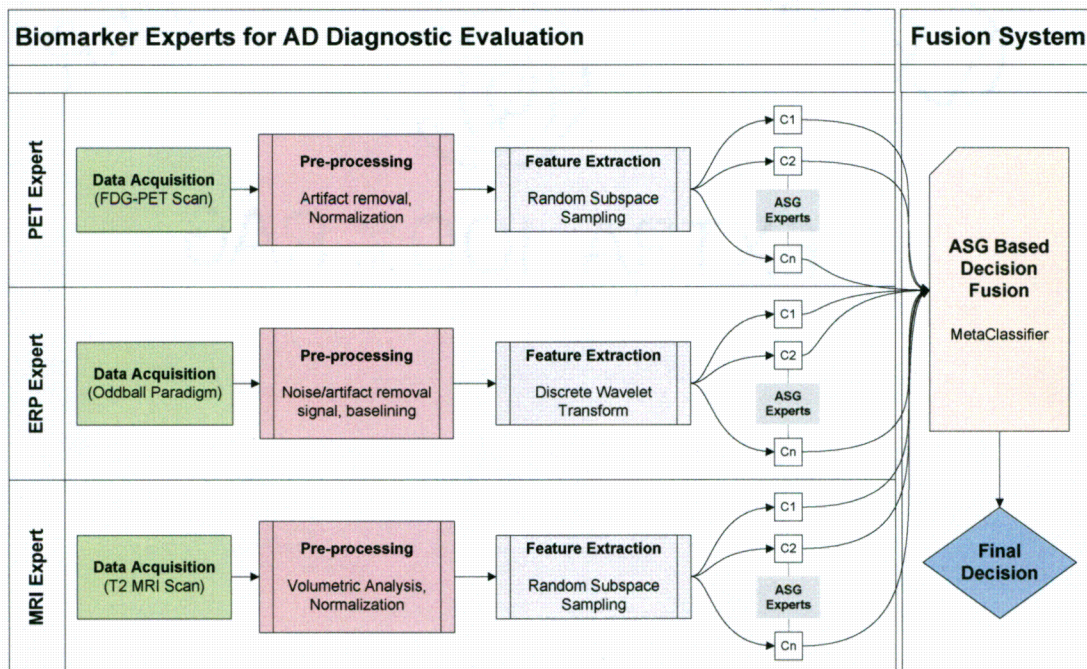 Biomarker Experts for AD Diagnostic Evaluation
Fusion System
PET Expert
Data Acquisition
(FDG-PET Scan)
Pre-processing
Artifact removal,
Normalization
Feature Extraction
Random Subspace
Sampling
C1
C2
ASG
Experts
Cn
ERP Expert
Data Acquisition
(Oddball Paradigm)
Pre-processing
Noise/artifact removal
signal, baselining
Feature Extraction
Discrete Wavelet
Transform
C1
C2
ASG
Experts
Cn
MRI Expert
Data Acquisition
(T2 MRI Scan)
Pre-processing
Volumetric Analysis,
Normalization
Feature Extraction
Random Subspace
Sampling
C1
C2
ASG
Experts
Cn
ASG Based
Decision
Fusion
MetaClassifier
Final
Decision